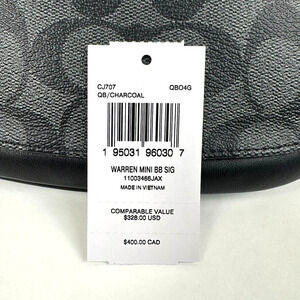 CJ707 QBO4G
QB/CHARCOAL
1 95031 96030 7
WARREN MINI BB SIG
11003466JAX
MADE IN VIETNAM
COMPARABLE VALUE
$328.00 USD
$400.00 CAD